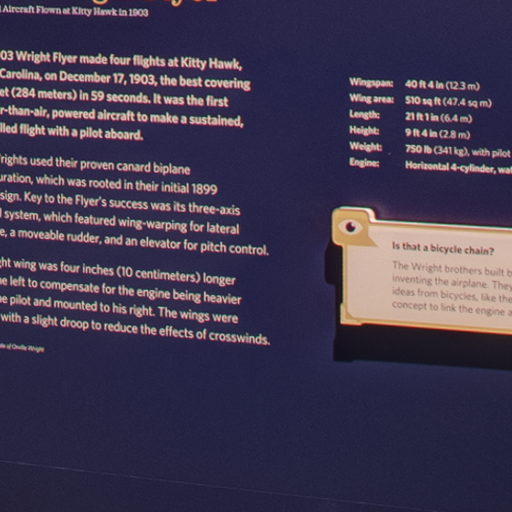 Aircraft Flown at Kitty Hawk in 1903
03 Wright Flyer made four flights at Kitty Hawk,
Carolina, on December 17, 1903, the best covering
et (284 meters) in 59 seconds. It was the first
r-than-air, powered aircraft to make a sustained,
lled flight with a pilot aboard.
rights used their proven canard biplane
uration, which was rooted in their initial 1899
sign. Key to the Flyer's success was its three-axis
l system, which featured wing-warping for lateral
e, a moveable rudder, and an elevator for pitch control.
ght wing was four inches (10 centimeters) longer
he left to compensate for the engine being heavier
he pilot and mounted to his right. The wings were
with a slight droop to reduce the effects of crosswinds.
te of Orville Wright
Wingspan: 40 ft 4 in (12.3 m)
Wing area: 510 sq ft (47.4 sq m)
Length: 21 ft 1 in (6.4 m)
Height: 9 ft 4 in (2.8 m)
Weight: 750 lb (341 kg), with pilot
Engine: Horizontal 4-cylinder, wat
Is that a bicycle chain?
The Wright brothers built b
inventing the airplane. They
ideas from bicycles, like the
concept to link the engine a